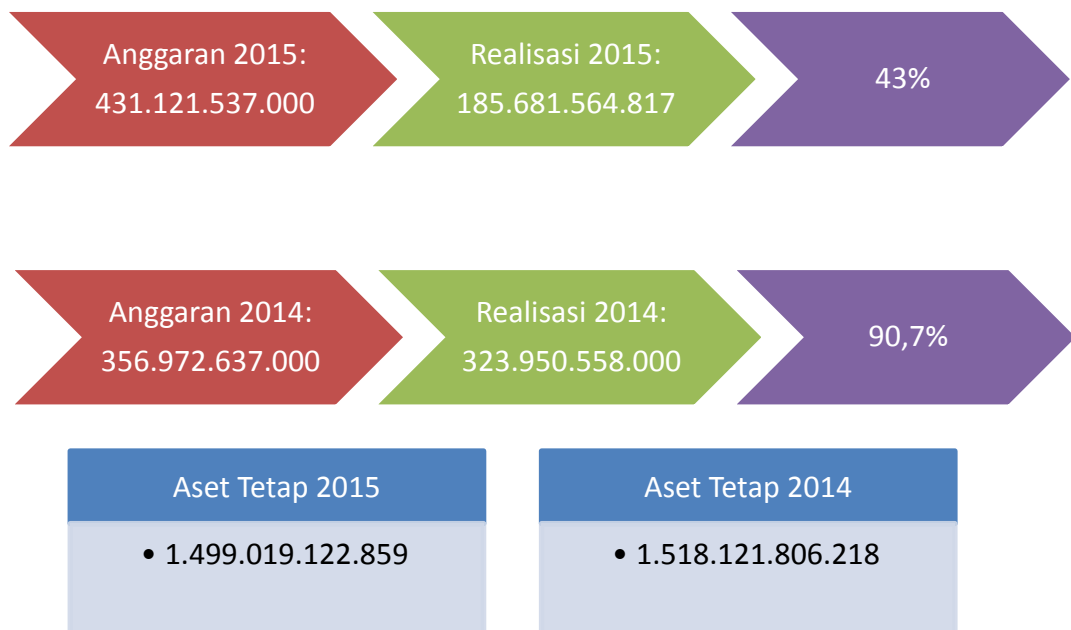 Anggaran 2015:
431.121.537.000
Realisasi 2015:
185.681.564.817
43%
Anggaran 2014:
356.972.637.000
Realisasi 2014:
323.950.558.000
90,7%
Aset Tetap 2015
• 1.499.019.122.859
Aset Tetap 2014
• 1.518.121.806.218